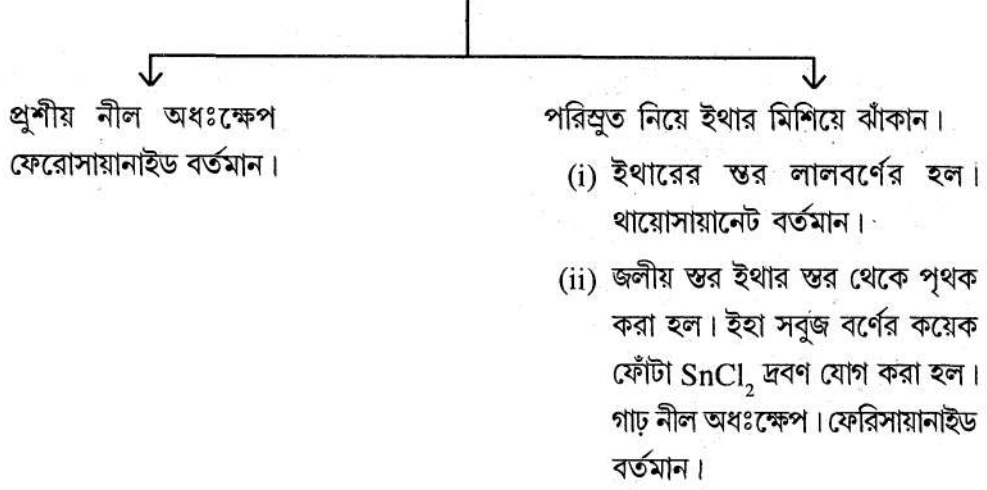 প্রুশীয় নীল অধঃক্ষেপ
ফেরোসায়ানাইড বর্তমান।
পরিস্রুত নিয়ে ইথার মিশিয়ে ঝাঁকান।
(i) ইথারের স্তর লালবর্ণের হল।
থায়োসায়ানেট বর্তমান।
(ii) জলীয় স্তর ইথার স্তর থেকে পৃথক
করা হল। ইহা সবুজ বর্ণের কয়েক
ফোঁটা SnCl₂ দ্রবণ যোগ করা হল।
গাঢ় নীল অধঃক্ষেপ। ফেরিসায়ানাইড
বর্তমান।